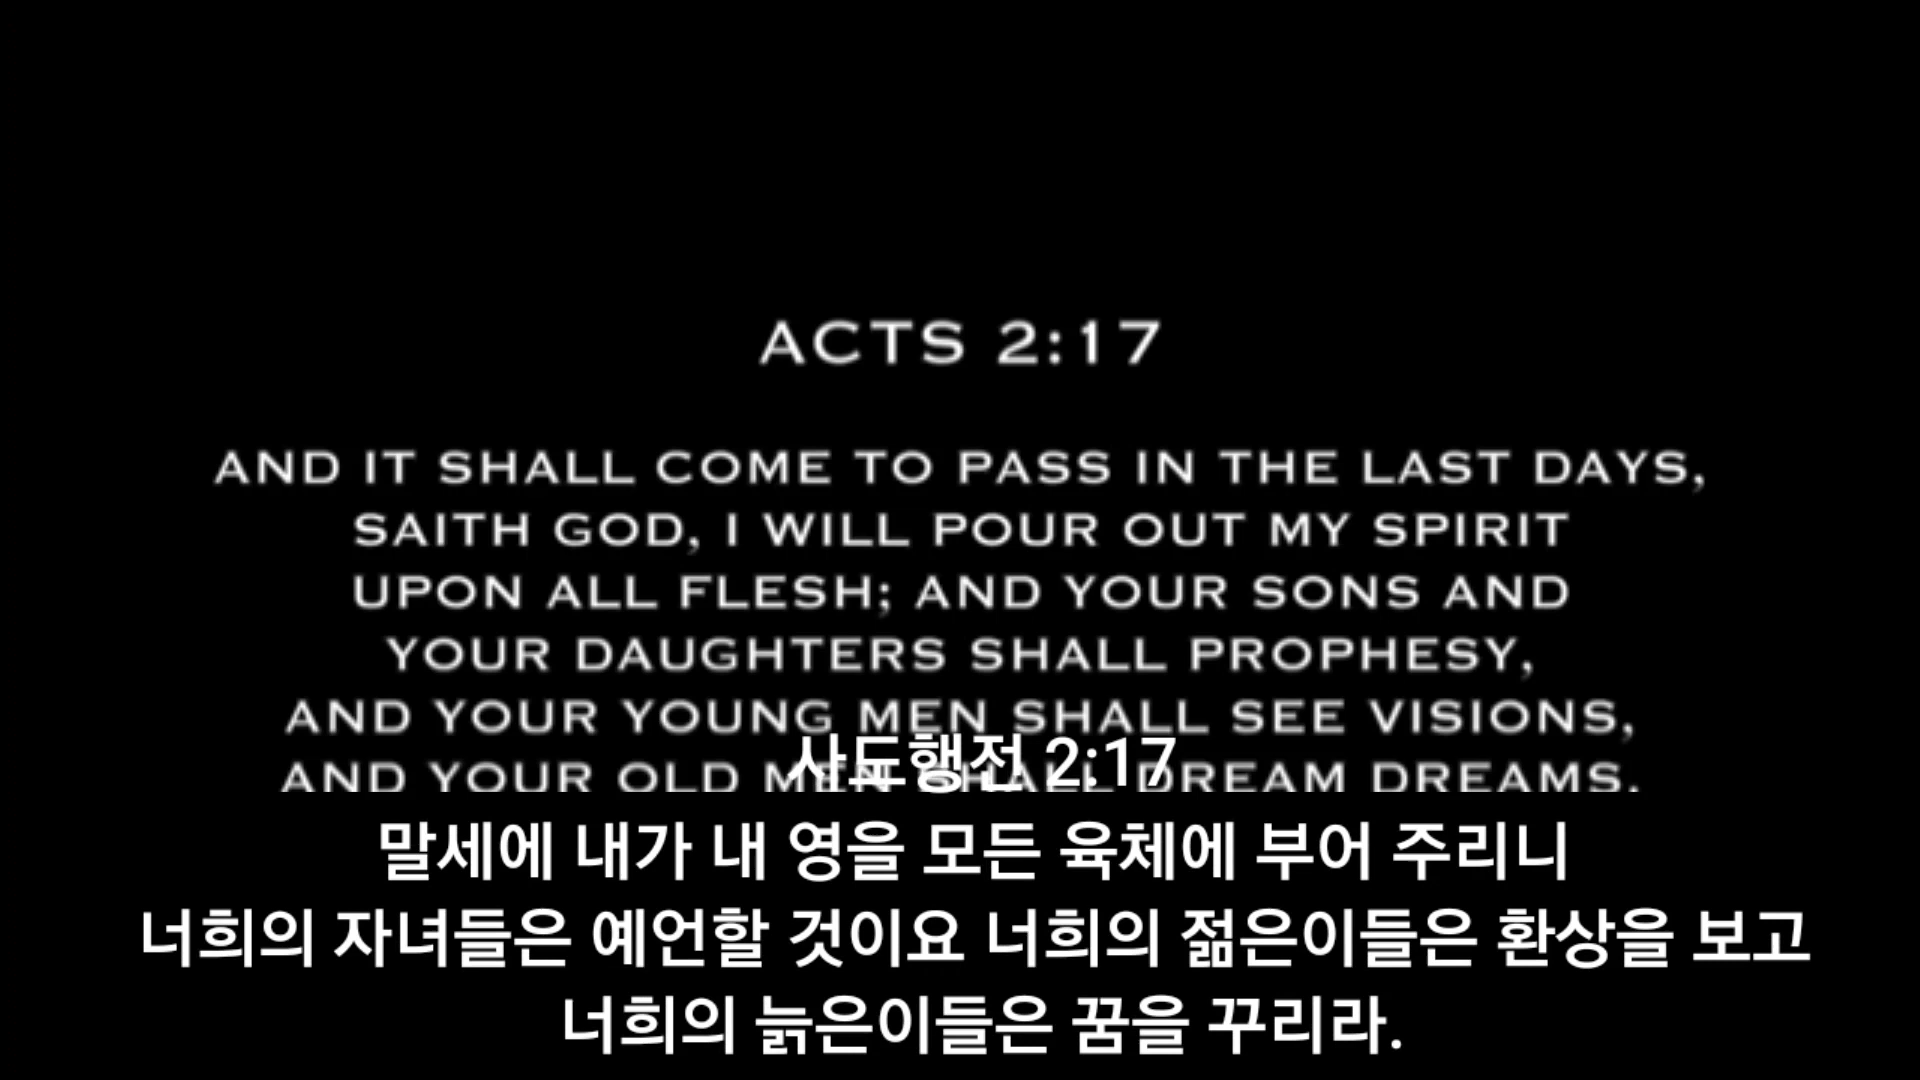 ACTS 2:17
AND IT SHALL COME TO PASS IN THE LAST DAYS,
SAITH GOD, I WILL POUR OUT MY SPIRIT
UPON ALL FLESH; AND YOUR SONS AND
YOUR DAUGHTERS SHALL PROPHESY,
AND YOUR YOUNG MEN SHALL SEE VISIONS,
AND YOUR OLD MEN SHALL DREAM DREAMS.
사도행전 2:17
말세에 내가 내 영을 모든 육체에 부어 주리니
너희의 자녀들은 예언할 것이요 너희의 젊은이들은 환상을 보고
너희의 늙은이들은 꿈을 꾸리라.